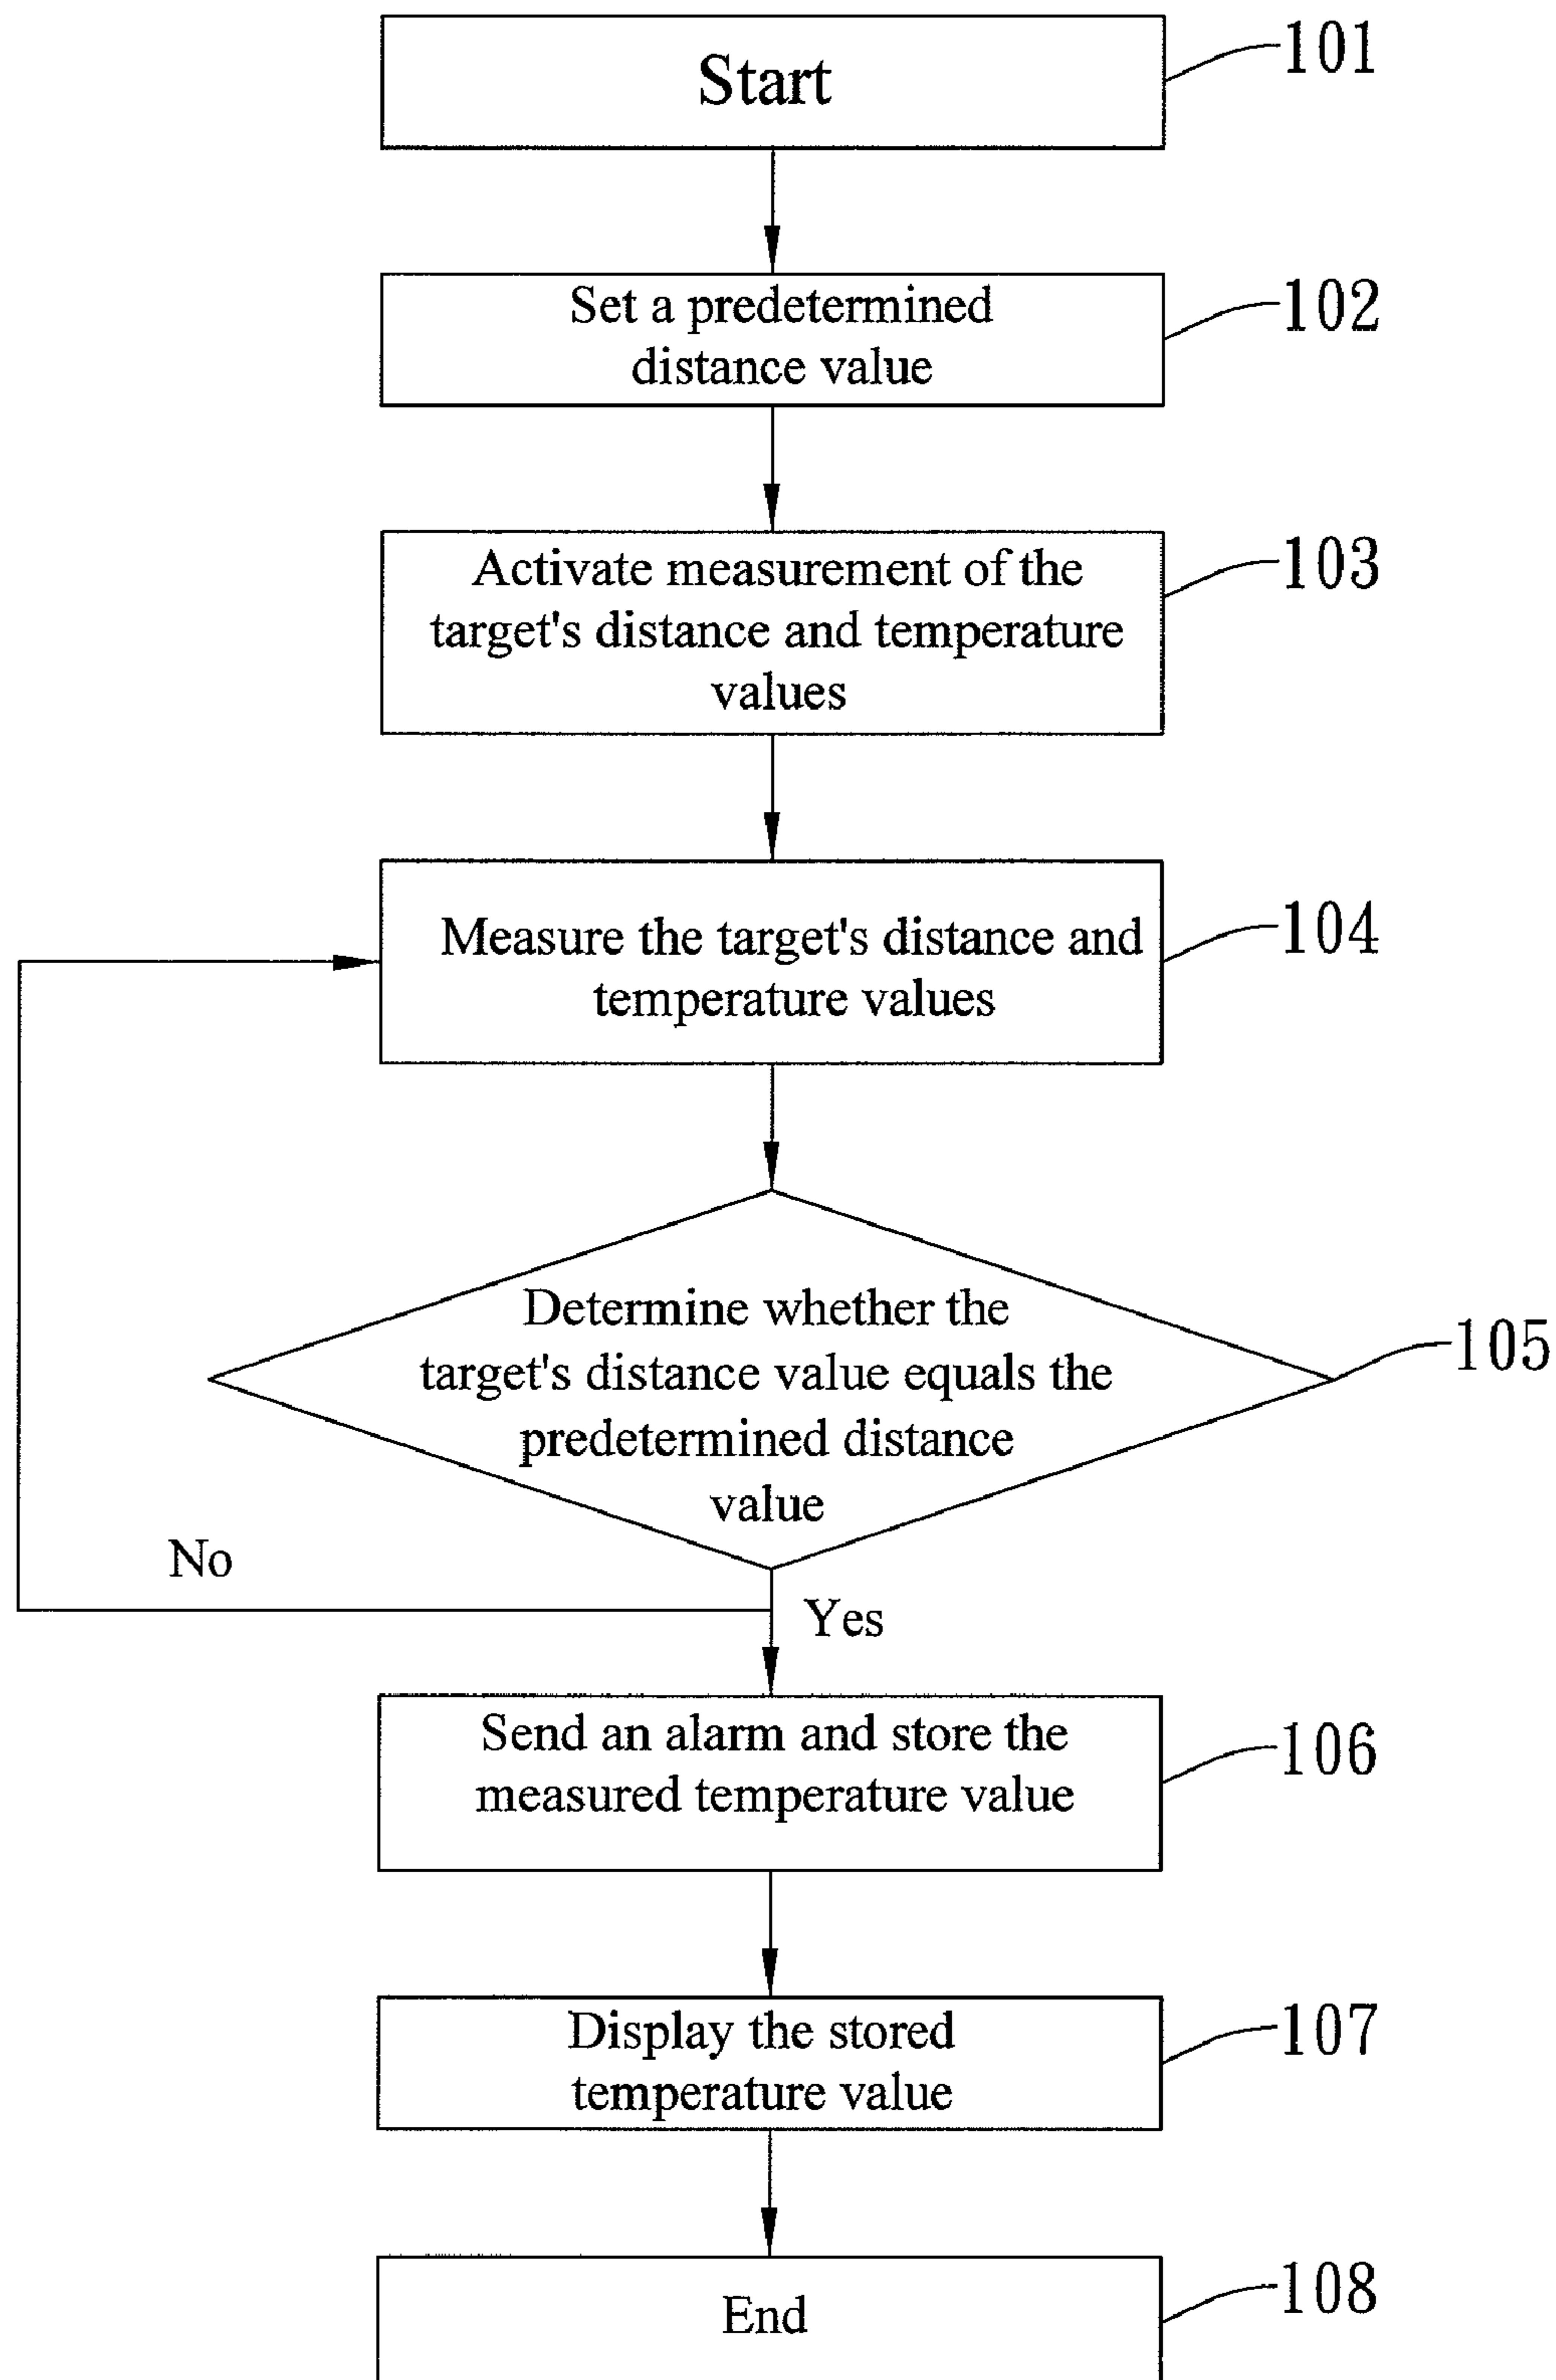 Start
101
Set a predetermined
distance value
102
Activate measurement of the
target's distance and temperature
values
103
Measure the target's distance and
temperature values
104
Determine whether the
target's distance value equals the
predetermined distance
value
105
No
Yes
Send an alarm and store the
measured temperature value
106
Display the stored
temperature value
107
End
108